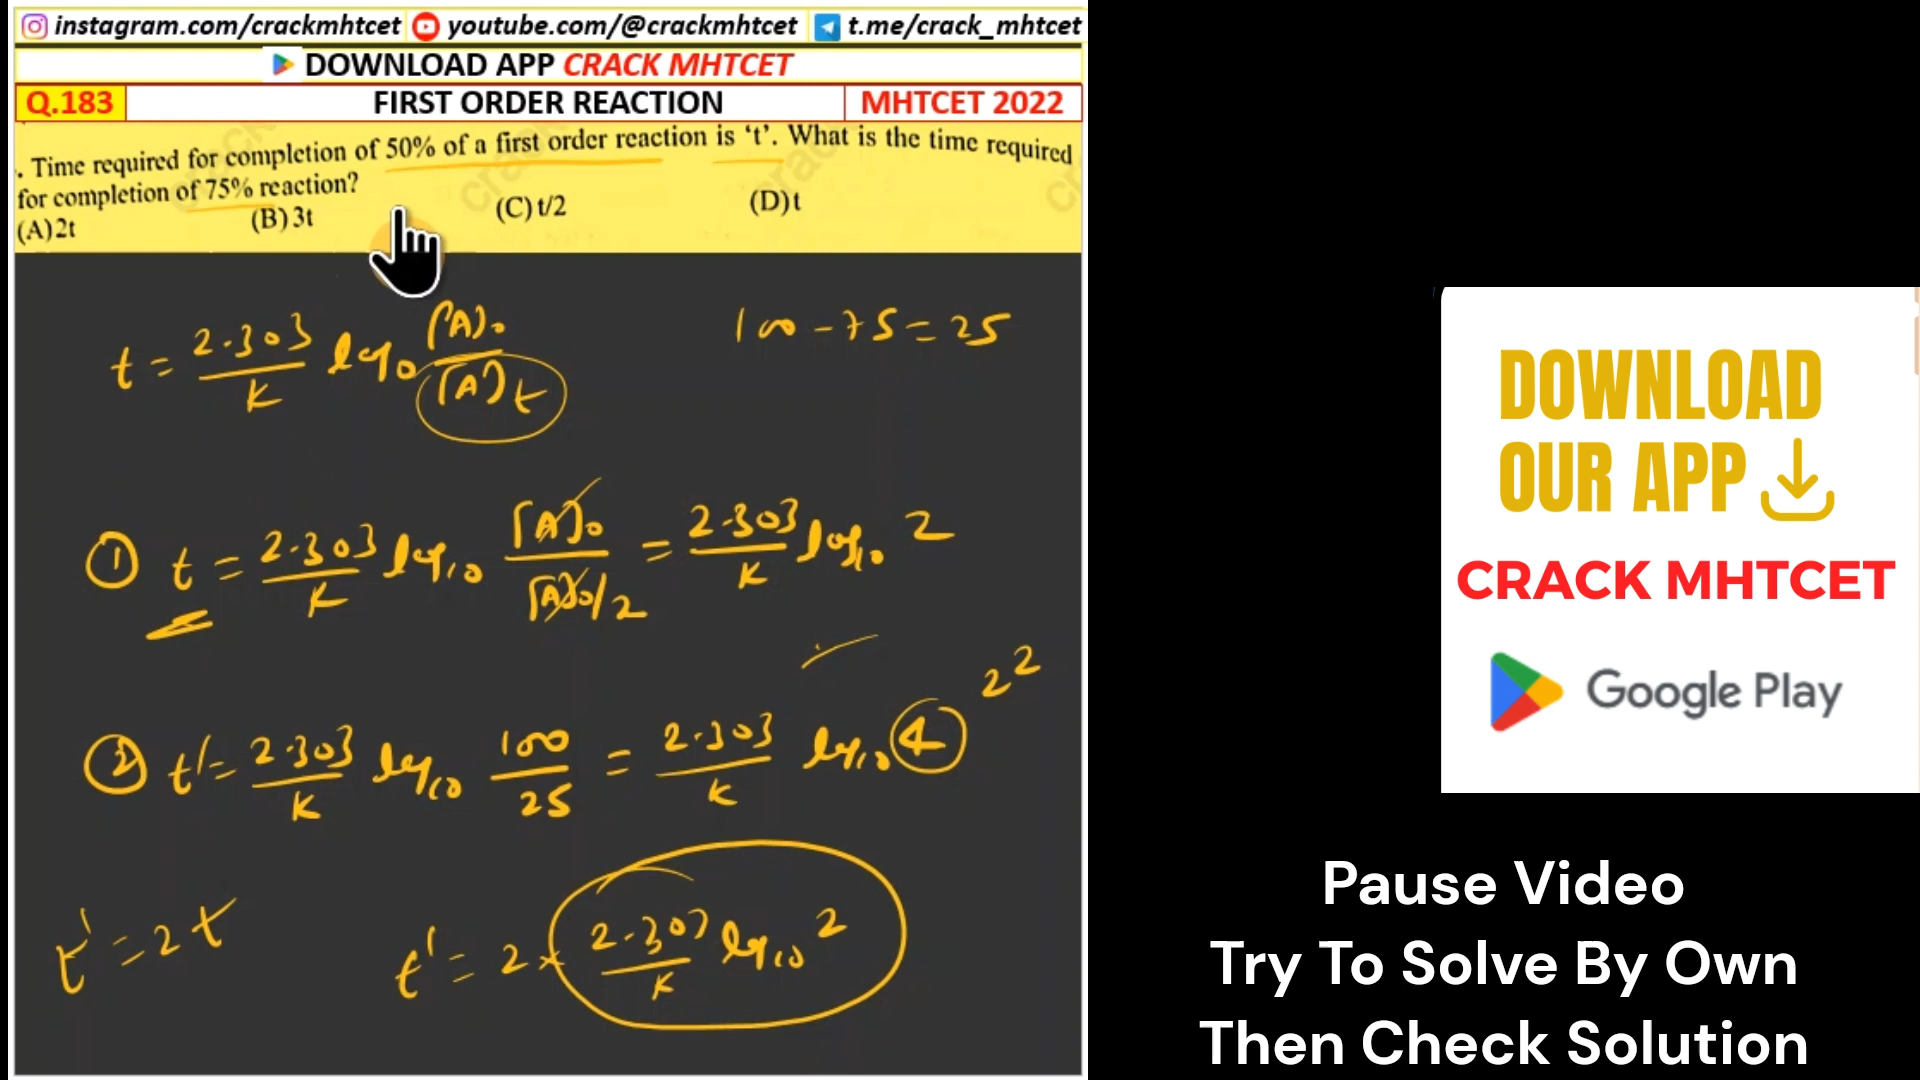 instagram.com/crackmhtcet youtube.com/@crackmhtcet t.me/crack_mhtcet
DOWNLOAD APP CRACK MHTCET
Q.183 FIRST ORDER REACTION MHTCET 2022
. Time required for completion of 50% of a first order reaction is ‘t’. What is the time required
for completion of 75% reaction?
(A) 2t (B) 3t (C) t/2 (D) t
t = 2.303/K log10 [A]0/[A]t
100 - 75 = 25
① t = 2.303/K log10 [A]0/[A]0/2 = 2.303/K log10 2
② t' = 2.303/K log10 100/25 = 2.303/K log10 4 2²
t' = 2t t' = 2 × 2.303/K log10 2
DOWNLOAD
OUR APP
CRACK MHTCET
Google Play
Pause Video
Try To Solve By Own
Then Check Solution